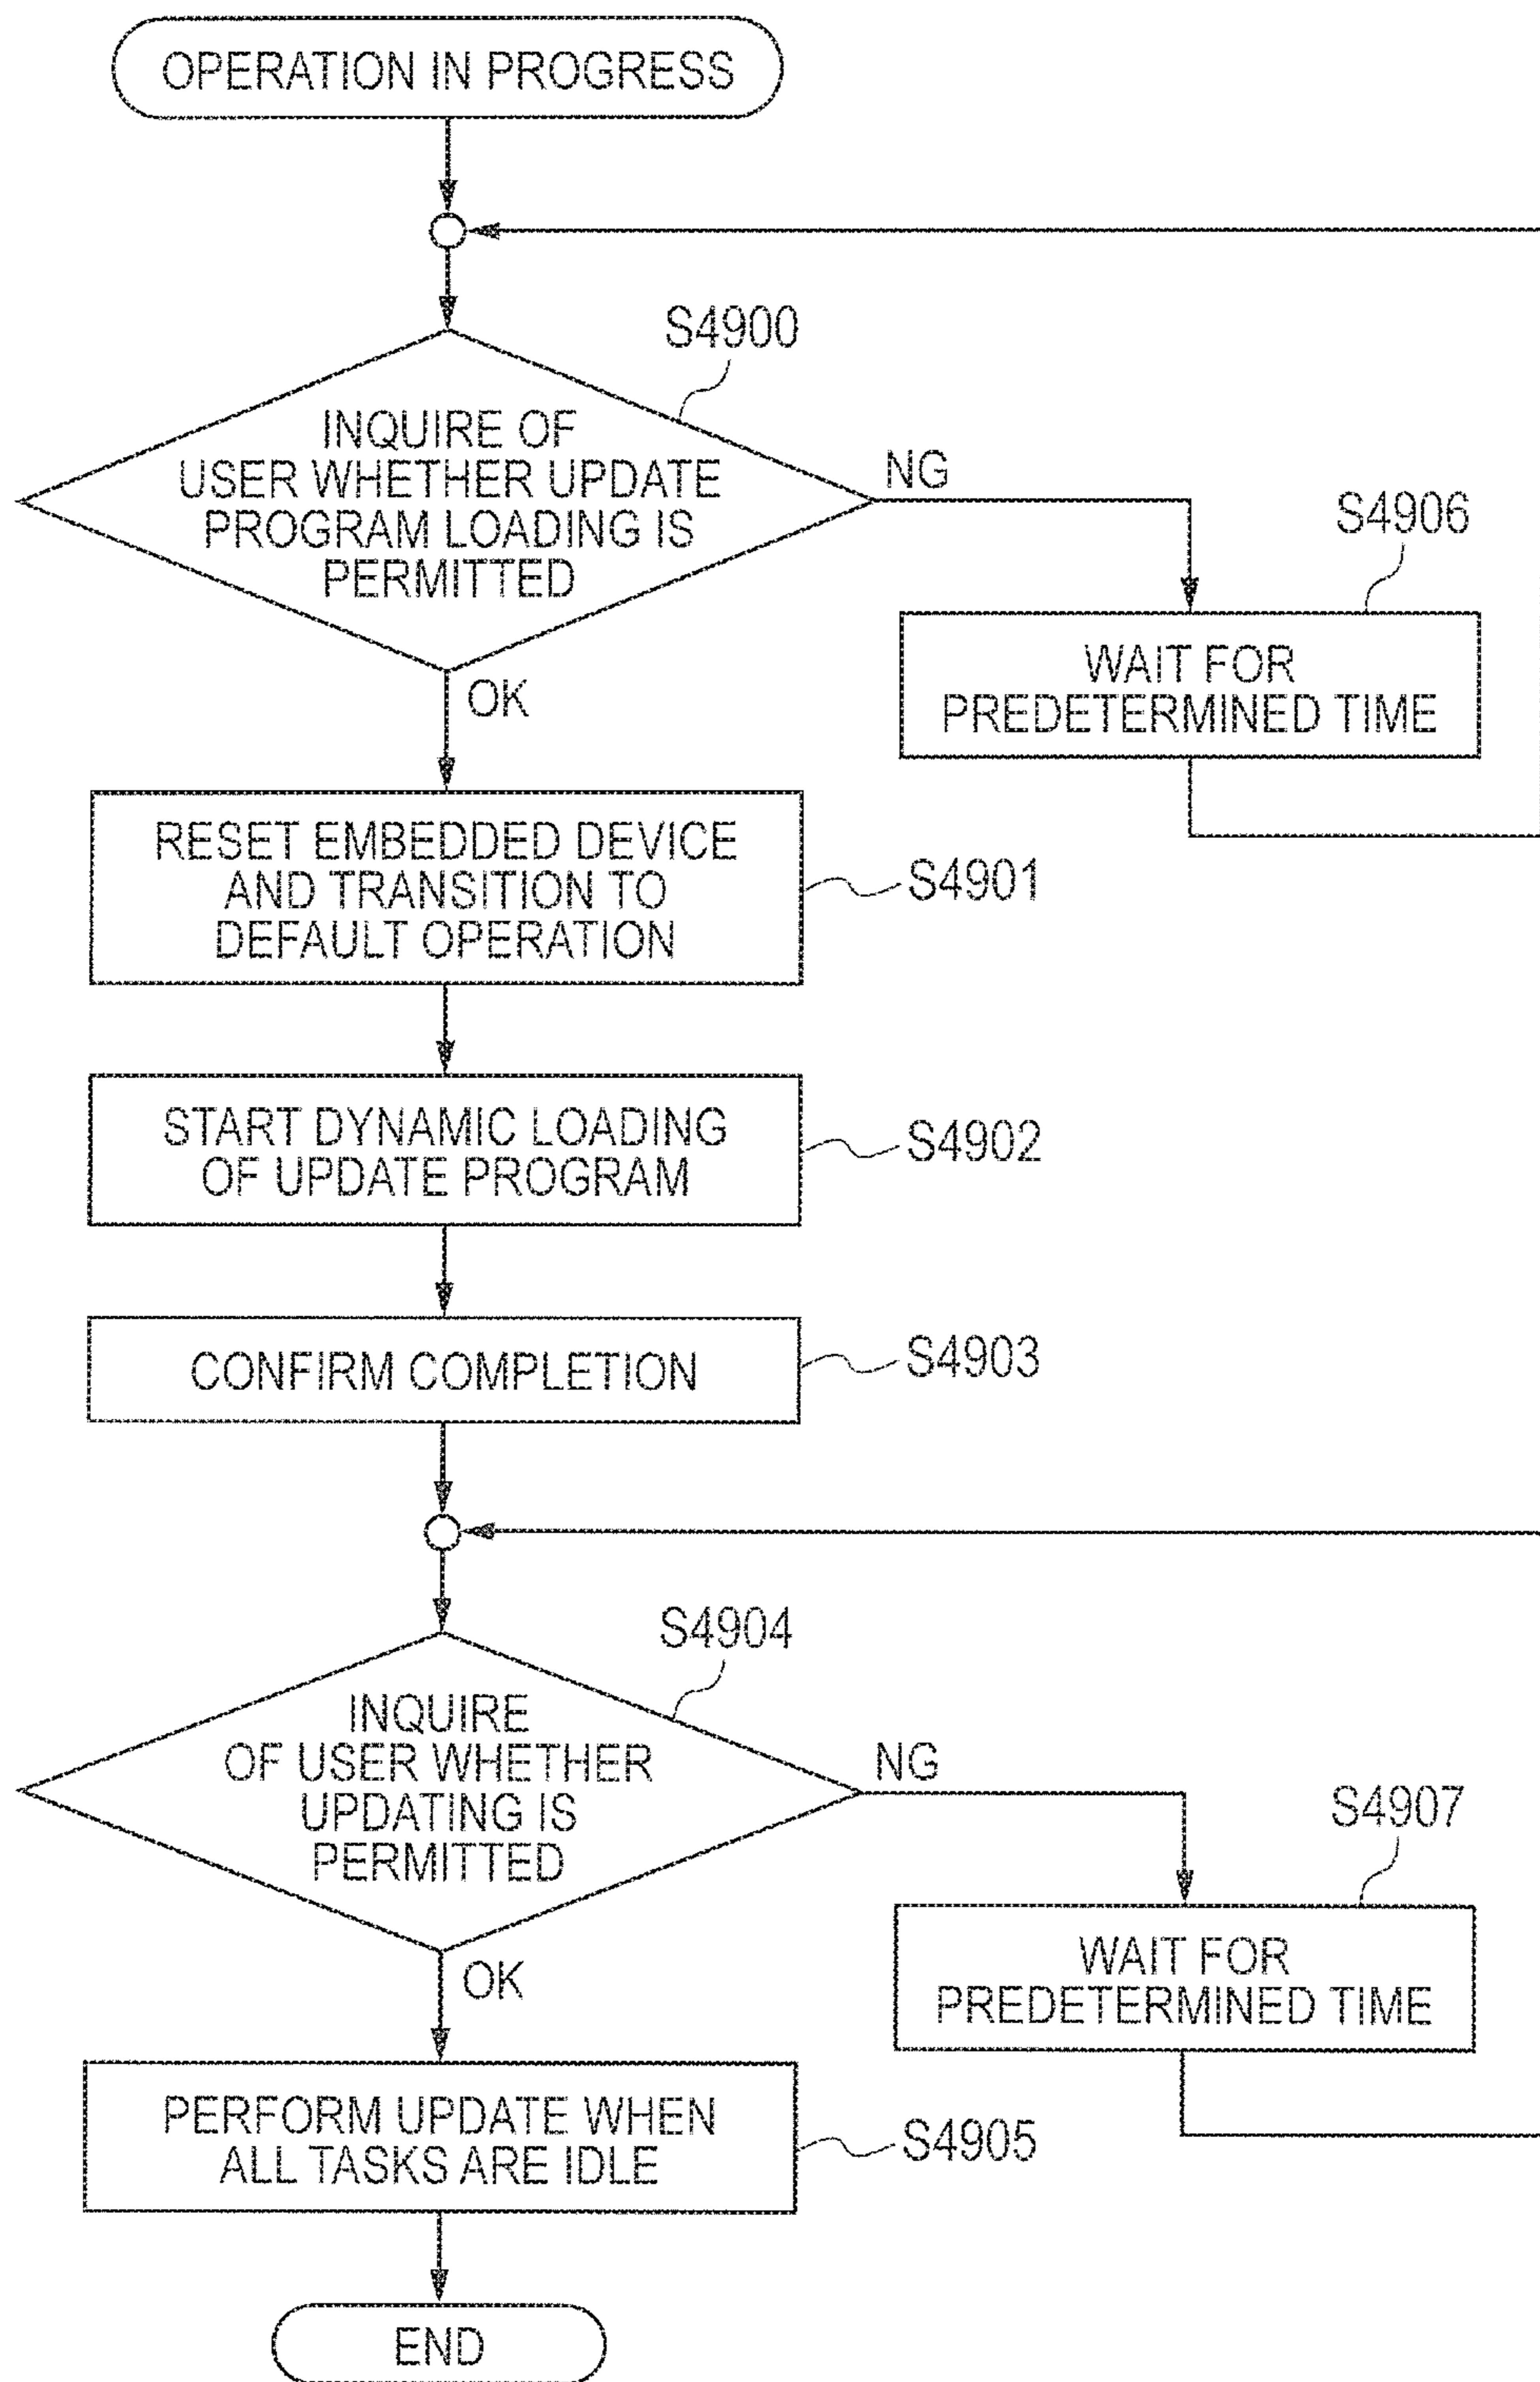 OPERATION IN PROGRESS
S4900
INQUIRE OF
USER WHETHER UPDATE
PROGRAM LOADING IS
PERMITTED
NG
S4906
WAIT FOR
PREDETERMINED TIME
OK
RESET EMBEDDED DEVICE
AND TRANSITION TO
DEFAULT OPERATION
S4901
START DYNAMIC LOADING
OF UPDATE PROGRAM
S4902
CONFIRM COMPLETION
S4903
S4904
INQUIRE
OF USER WHETHER
UPDATING IS
PERMITTED
NG
S4907
WAIT FOR
PREDETERMINED TIME
OK
PERFORM UPDATE WHEN
ALL TASKS ARE IDLE
S4905
END